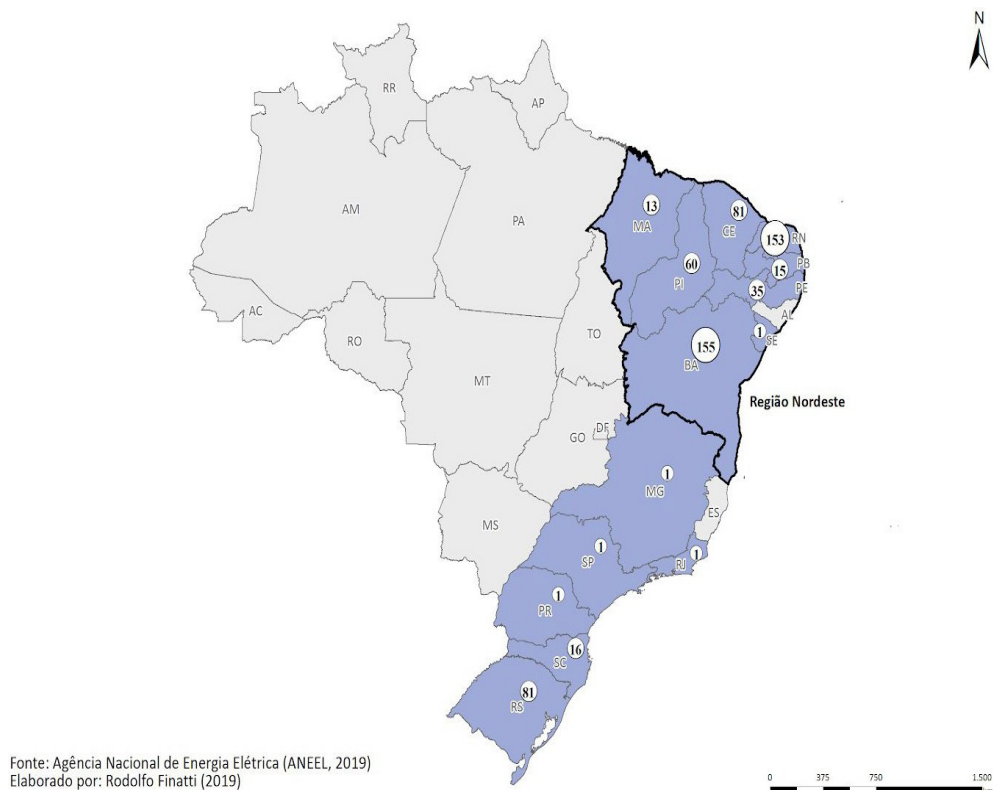 N
RR
AP
AM
PA
13
MA
81
CE
153
RN
60
PI
15
PB
35
PE
AL
1
SE
AC
RO
TO
155
BA
MT
Região Nordeste
GO
DF
1
MG
MS
ES
1
SP
1
RJ
1
PR
16
SC
81
RS
Fonte: Agência Nacional de Energia Elétrica (ANEEL, 2019)
Elaborado por: Rodolfo Finatti (2019)
0 375 750 1.500